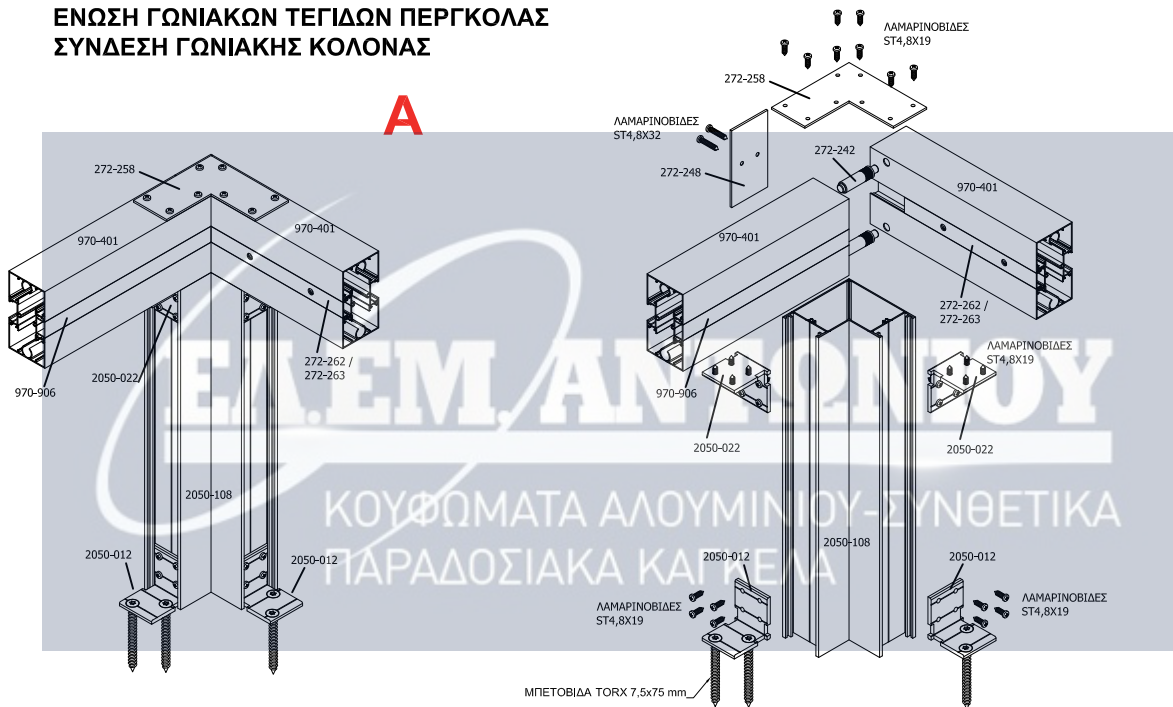 ΕΝΩΣΗ ΓΩΝΙΑΚΩΝ ΤΕΓΙΔΩΝ ΠΕΡΓΚΟΛΑΣ
ΣΥΝΔΕΣΗ ΓΩΝΙΑΚΗΣ ΚΟΛΟΝΑΣ
A
272-258
970-401
970-401
272-262 /
272-263
2050-022
970-906
2050-108
2050-012
2050-012
ΛΑΜΑΡΙΝΟΒΙΔΕΣ
ST4,8X19
272-258
ΛΑΜΑΡΙΝΟΒΙΔΕΣ
ST4,8X32
272-248
272-242
970-401
970-401
272-262 /
272-263
ΛΑΜΑΡΙΝΟΒΙΔΕΣ
ST4,8X19
970-906
2050-022
2050-022
2050-108
2050-012
2050-012
ΛΑΜΑΡΙΝΟΒΙΔΕΣ
ST4,8X19
ΛΑΜΑΡΙΝΟΒΙΔΕΣ
ST4,8X19
ΜΠΕΤΟΒΙΔΑ TORX 7,5x75 mm
ΕΛ.ΕΜ. ΑΝΤΩΝΙΟΥ
ΚΟΥΦΩΜΑΤΑ ΑΛΟΥΜΙΝΙΟΥ-ΣΥΝΘΕΤΙΚΑ
ΠΑΡΑΔΟΣΙΑΚΑ ΚΑΓΚΕΛΑ